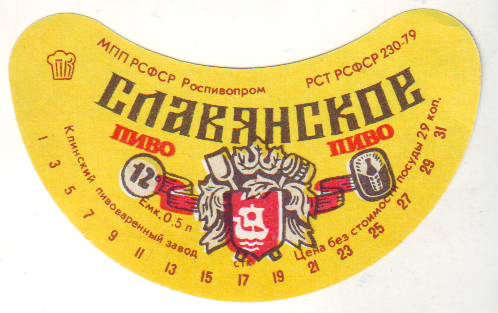 МПП РСФСР Роспивопром
РСТ РСФСР 230-79
СЛАВЯНСКОЕ
ПИВО ПИВО
12
Емк. 0,5 л
Клинский пивоваренный завод
Цена без стоимости посуды 29 коп.
1 3 5 7 9 11 13 15 17 19 21 23 25 27 29 31